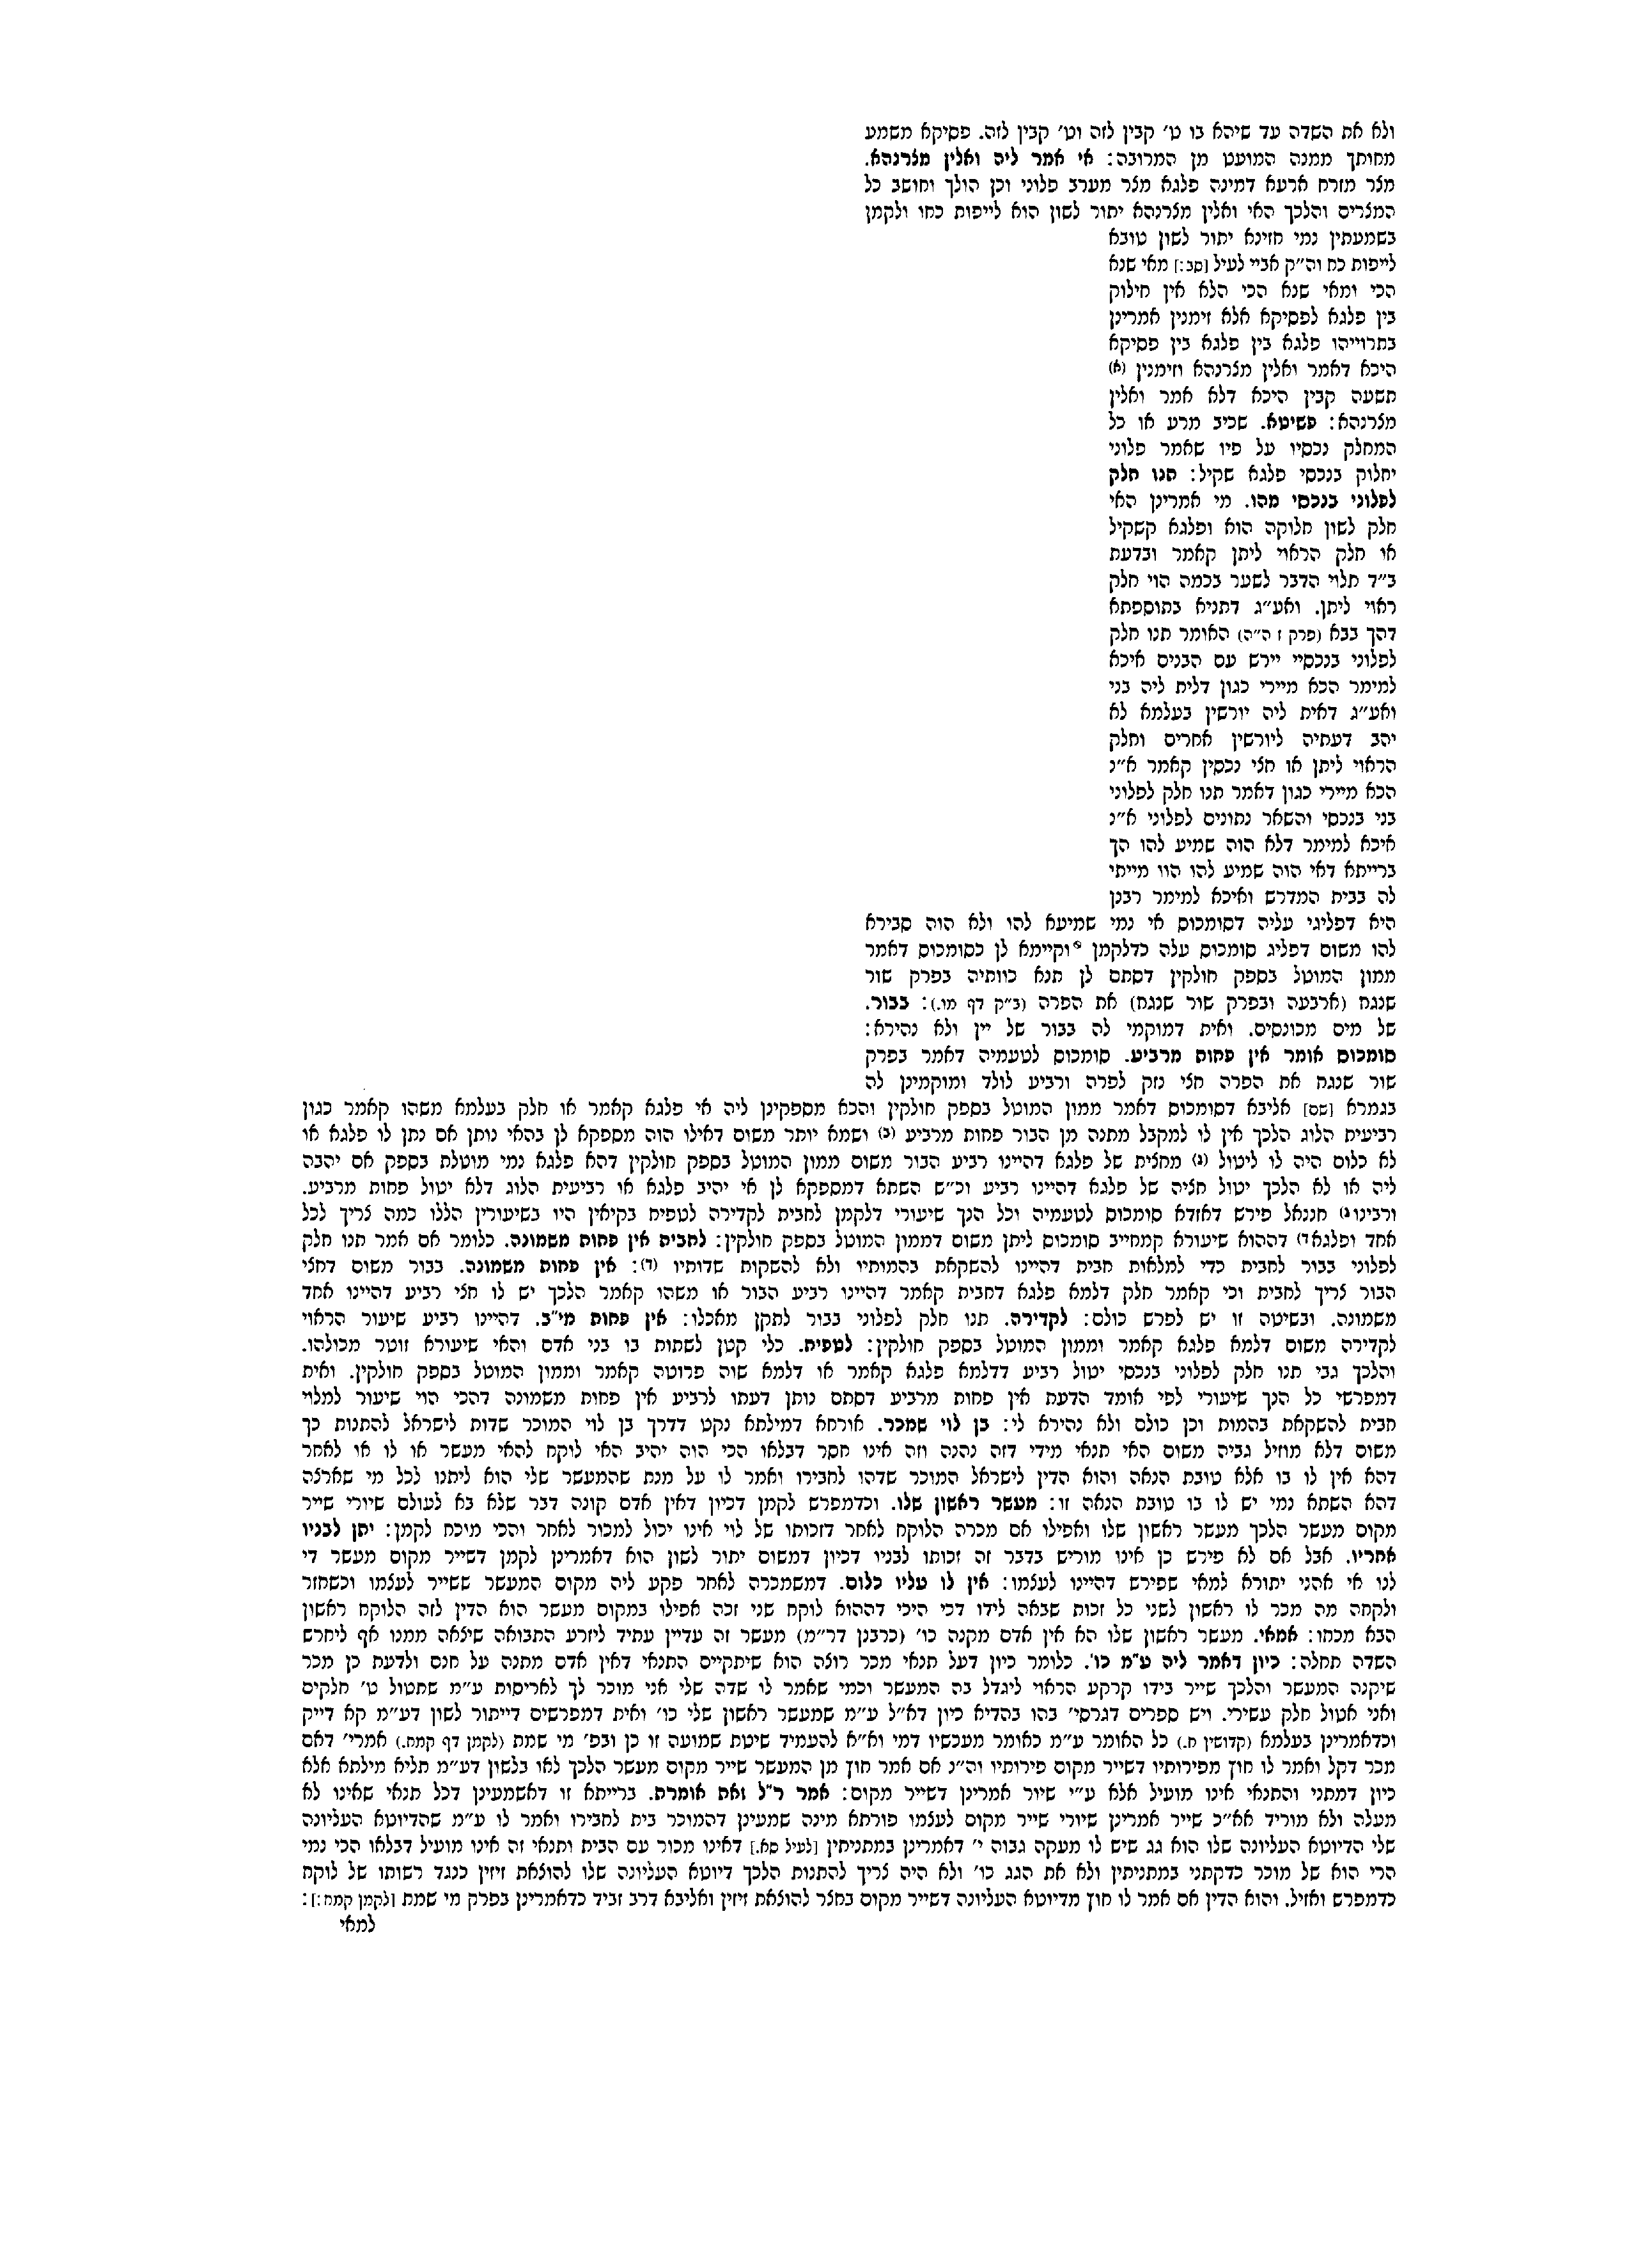 ולא את השדה עד שיהא בו ט' קבין לזה וט' קבין לזה. פסיקא משמע
מחותך ממנה המועט מן המרובה: אי אמר ליה ואלין מצרנהא.
מצר מזרח ארעא דמינה פלגא מצר מערב פלוני וכן הולך וחושב כל
המצרים והלכך האי ואלין מצרנהא יתור לשון הוא לייפות כחו ולקמן
בשמעתין נמי חזינא יתור לשון טובא
לייפות כח וה"ק אביי לעיל [סב:] מאי שנא
הכי ומאי שנא הכי הלא אין חילוק
בין פלגא לפסיקא אלא זימנין אמרינן
בתרוייהו פלגא בין פלגא בין פסיקא
היכא דאמר ואלין מצרנהא וזימנין (א)
תשעה קבין היכא דלא אמר ואלין
מצרנהא: פשיטא. שכיב מרע או כל
המחלק נכסיו על פיו שאמר פלוני
יחלוק בנכסי פלגא שקיל: תנו חלק
לפלוני בנכסי מהו. מי אמרינן האי
חלק לשון חלוקה הוא ופלגא קשקיל
או חלק הראוי ליתן קאמר ובדעת
ב"ד תלוי הדבר לשער בכמה הוי חלק
ראוי ליתן. ואע"ג דתניא בתוספתא
דהך בבא (פרק ז ה"ה) האומר תנו חלק
לפלוני בנכסיי יירש עם הבנים איכא
למימר הכא מיירי כגון דלית ליה בני
ואע"ג דאית ליה יורשין בעלמא לא
יהב דעתיה ליורשין אחרים וחלק
הראוי ליתן או חצי נכסין קאמר א"נ
הכא מיירי כגון דאמר תנו חלק לפלוני
בני בנכסי והשאר נתונים לפלוני א"נ
איכא למימר דלא הוה שמיע להו הך
ברייתא דאי הוה שמיע להו הוו מייתי
לה בבית המדרש ואיכא למימר רבנן
היא דפליגי עליה דסומכוס אי נמי שמיעא להו ולא הוה סבירא
להו משום דפליג סומכוס עלה כדלקמן וקיימא לן כסומכוס דאמר
ממון המוטל בספק חולקין דסתם לן תנא כוותיה בפרק שור
שנגח (ארבעה ובפרק שור שנגח) את הפרה (ב"ק דף מו.): בבור.
של מים מכונסים. ואית דמוקמי לה בבור של יין ולא נהירא:
סומכוס אומר אין פחות מרביע. סומכוס לטעמיה דאמר בפרק
שור שנגח את הפרה חצי נזק לפרה ורביע לולד ומוקמינן לה
בגמרא [שם] אליבא דסומכוס דאמר ממון המוטל בספק חולקין והכא מספקינן ליה אי פלגא קאמר או חלק בעלמא משהו קאמר כגון
רביעית הלוג הלכך אין לו למקבל מתנה מן הבור פחות מרביע (ב) ושמא יותר משום דאילו הוה מספקא לן בהאי נותן אם נתן לו פלגא או
לא כלום היה לו ליטול (ג) מחצית של פלגא דהיינו רביע הבור משום ממון המוטל בספק חולקין דהא פלגא נמי מוטלת בספק אם יהבה
ליה או לא הלכך יטול חציה של פלגא דהיינו רביע וכ"ש השתא דמספקא לן אי יהיב פלגא או רביעית הלוג דלא יטול פחות מרביע.
ורבינו ג) חננאל פירש דאזדא סומכוס לטעמיה וכל הנך שיעורי דלקמן לחבית לקדירה לטפיח בקיאין היו בשיעורין הללו כמה צריך לכל
אחד ופלגא ד) דההוא שיעורא קמחייב סומכוס ליתן משום דממון המוטל בספק חולקין: לחבית אין פחות משמונה. כלומר אם אמר תנו חלק
לפלוני בבור לחבית כדי למלאות חבית דהיינו להשקאת בהמותיו ולא להשקות שדותיו (ד): אין פחות משמונה. בבור משום דחצי
הבור צריך לחבית וכי קאמר חלק דלמא פלגא דחבית קאמר דהיינו רביע הבור או משהו קאמר הלכך יש לו חצי רביע דהיינו אחד
משמונה. ובשיטה זו יש לפרש כולם: לקדירה. תנו חלק לפלוני בבור לתקן מאכלו: אין פחות מי"ב. דהיינו רביע שיעור הראוי
לקדירה משום דלמא פלגא קאמר וממון המוטל בספק חולקין: לטפיח. כלי קטן לשתות בו בני אדם והאי שיעורא זוטר מכולהו.
והלכך גבי תנו חלק לפלוני בנכסי יטול רביע דדלמא פלגא קאמר או דלמא שוה פרוטה קאמר וממון המוטל בספק חולקין. ואית
דמפרשי כל הנך שיעורי לפי אומד הדעת אין פחות מרביע דסתם נותן דעתו לרביע אין פחות משמונה דהכי הוי שיעור למלוי
חבית להשקאת בהמות וכן כולם ולא נהירא לי: בן לוי שמכר. אורחא דמילתא נקט דדרך בן לוי המוכר שדות לישראל להתנות כך
משום דלא מוזיל גביה משום האי תנאי מידי דזה נהנה וזה אינו חסר דבלאו הכי הוה יהיב האי לוקח להאי מעשר או לו או לאחר
דהא אין לו בו אלא טובת הנאה והוא הדין לישראל המוכר שדהו לחבירו ואמר לו על מנת שהמעשר שלי הוא ליתנו לכל מי שארצה
דהא השתא נמי יש לו בו טובת הנאה זו: מעשר ראשון שלו. וכדמפרש לקמן דכיון דאין אדם קונה דבר שלא בא לעולם שיורי שייר
מקום מעשר הלכך מעשר ראשון שלו ואפילו אם מכרה הלוקח לאחר דזכותו של לוי אינו יכול למכור לאחר והכי מוכח לקמן: יתן לבניו
אחריו. אבל אם לא פירש כן אינו מוריש בדבר זה זכותו לבניו דכיון דמשום יתור לשון הוא דאמרינן לקמן דשייר מקום מעשר די
לנו אי אהני יתורא למאי שפירש דהיינו לעצמו: אין לו עליו כלום. דמשמכרה לאחר פקע ליה מקום המעשר ששייר לעצמו וכשחזר
ולקחה מה מכר לו ראשון לשני כל זכות שבאה לידו דכי היכי דההוא לוקח שני זכה אפילו במקום מעשר הוא הדין לזה הלוקח ראשון
הבא מכחו: אמאי. מעשר ראשון שלו הא אין אדם מקנה כו' (כרבנן דר"מ) מעשר זה עדיין עתיד ליזרע התבואה שיצאה ממנו אף ליחרש
השדה תחלה: כיון דאמר ליה ע"מ כו'. כלומר כיון דעל תנאי מכר רוצה הוא שיתקיים התנאי דאין אדם מתנה על חנם ולדעת כן מכר
שיקנה המעשר והלכך שייר בידו קרקע הראוי ליגדל בה המעשר וכמי שאמר לו שדה שלי אני מוכר לך לאריסות ע"מ שתטול ט' חלקים
ואני אטול חלק עשירי. ויש ספרים דגרסי' בהו בהדיא כיון דא"ל ע"מ שמעשר ראשון שלי כו' ואית דמפרשים דייתור לשון דע"מ קא דייק
וכדאמרינן בעלמא (קדושין ח.) כל האומר ע"מ כאומר מעכשיו דמי וא"א להעמיד שיטת שמועה זו כן ובפ' מי שמת (לקמן דף קמח.) אמרי' דאם
מכר דקל ואמר לו חוץ מפירותיו דשייר מקום פירותיו וה"נ אם אמר חוץ מן המעשר שייר מקום מעשר הלכך לאו בלשון דע"מ תליא מילתא אלא
כיון דמתני והתנאי אינו מועיל אלא ע"י שיור אמרינן דשייר מקום: אמר ר"ל זאת אומרת. ברייתא זו דאשמעינן דכל תנאי שאינו לא
מעלה ולא מוריד אא"כ שייר אמרינן שיורי שייר מקום לעצמו פורתא מינה שמעינן דהמוכר בית לחבירו ואמר לו ע"מ שהדיוטא העליונה
שלי הדיוטא העליונה שלו הוא גג שיש לו מעקה גבוה י' דאמרינן במתניתין [לעיל סא.] דאינו מכור עם הבית ותנאי זה אינו מועיל דבלאו הכי נמי
הרי הוא של מוכר כדקתני במתניתין ולא את הגג כו' ולא היה צריך להתנות הלכך דיוטא העליונה שלו להוצאת זיזין כנגד רשותו של לוקח
כדמפרש ואזיל. והוא הדין אם אמר לו חוץ מדיוטא העליונה דשייר מקום בחצר להוצאת זיזין ואליבא דרב זביד כדאמרינן בפרק מי שמת [לקמן קמח:]:
למאי